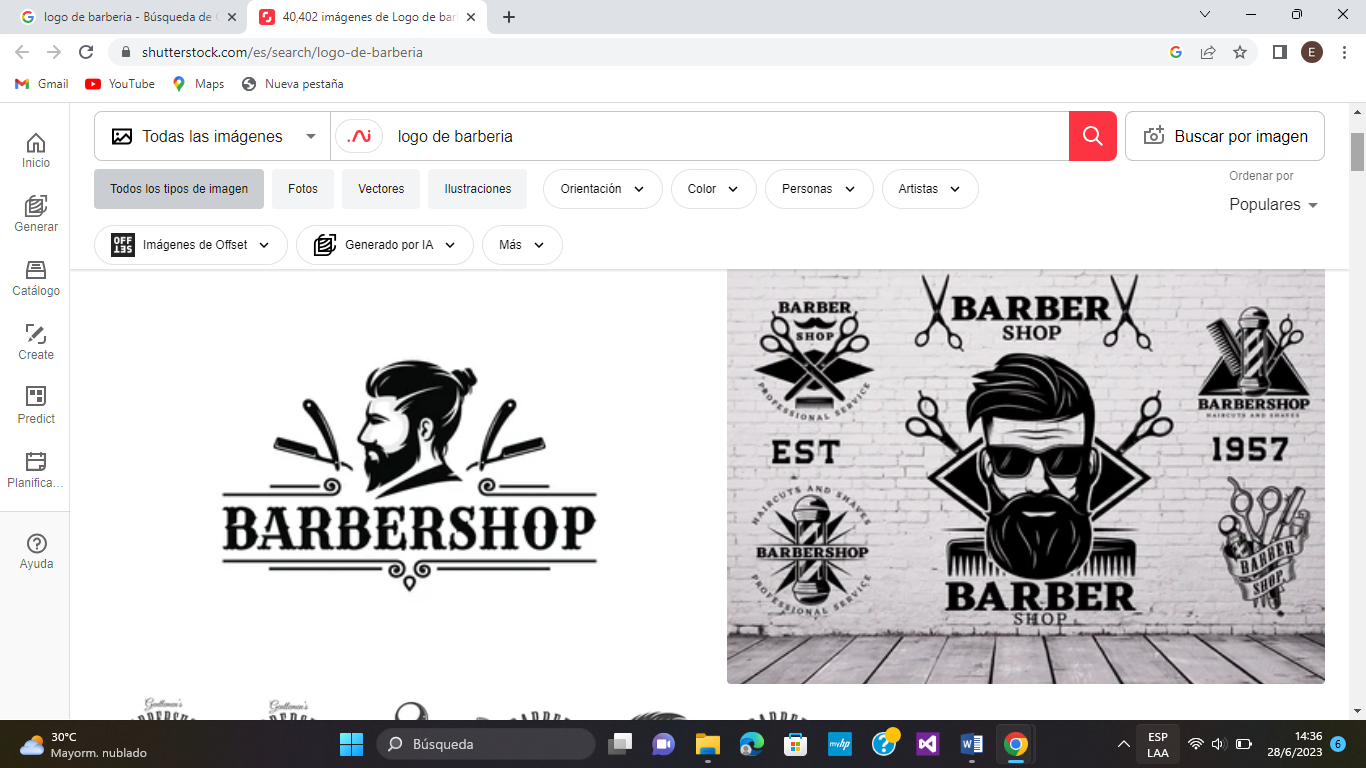 logo de barberia - Búsqueda de G
40,402 imágenes de Logo de bar
shutterstock.com/es/search/logo-de-barberia
E
Gmail
YouTube
Maps
Nueva pestaña
Todas las imágenes
.Ai
logo de barberia
Buscar por imagen
Todos los tipos de imagen
Fotos
Vectores
Ilustraciones
Orientación
Color
Personas
Artistas
Ordenar por
Populares
OFF
SET
Imágenes de Offset
Generado por IA
Más
Inicio
Generar
Catálogo
Create
Predict
Planifica...
Ayuda
BARBERSHOP
BARBER
SHOP
PROFESSIONAL SERVICE
BARBER
SHOP
BARBERSHOP
HAIRCUTS AND SHAVES
EST
1957
HAIRCUTS AND SHAVES
BARBERSHOP
PROFESSIONAL SERVICE
BARBER
SHOP
BARBER
SHOP
Gentlemen's
Gentlemen's
30°C
Mayorm. nublado
Búsqueda
myhp
ESP
LAA
14:36
28/6/2023
6